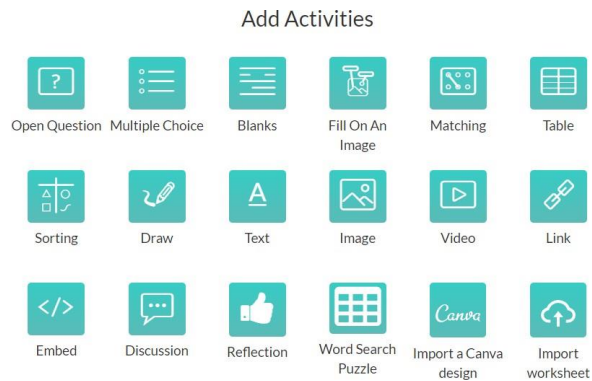 Add Activities
?
Open Question
Multiple Choice
Blanks
Fill On An
Image
Matching
Table
Sorting
Draw
A
Text
Image
Video
Link
</>
Embed
Discussion
Reflection
Word Search
Puzzle
Canva
Import a Canva
design
Import
worksheet